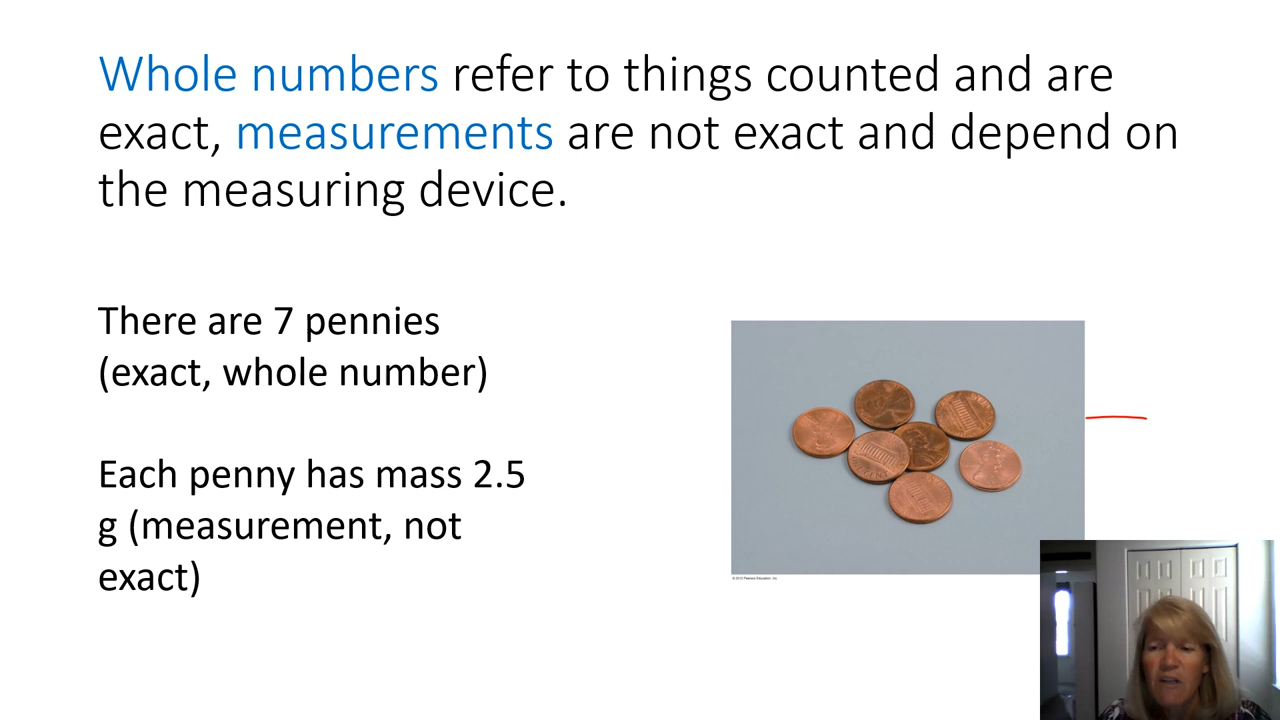 Whole numbers refer to things counted and are
exact, measurements are not exact and depend on
the measuring device.
There are 7 pennies
(exact, whole number)
Each penny has mass 2.5
g (measurement, not
exact)